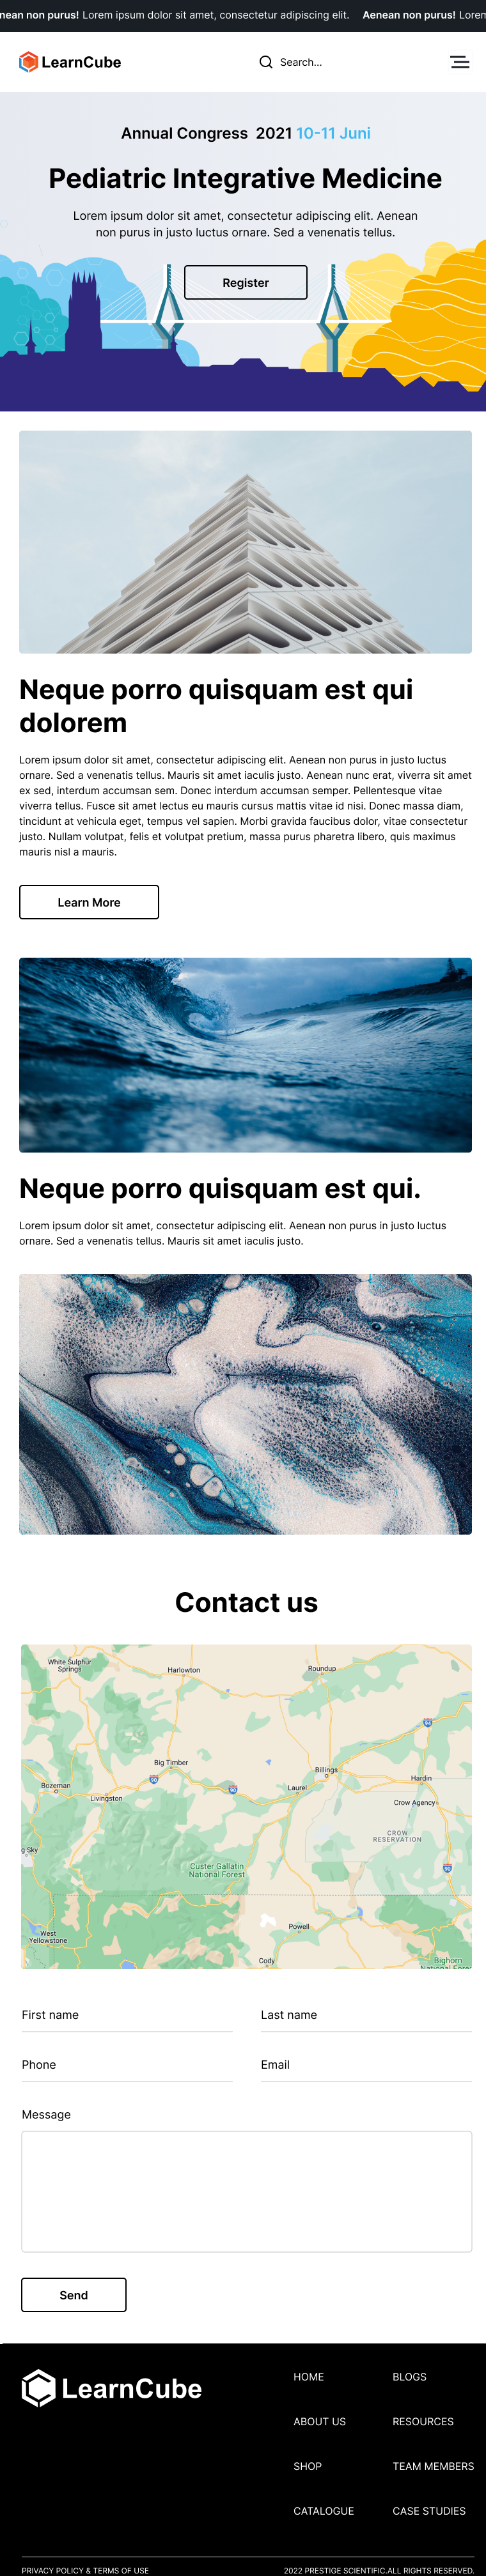 nean non purus! Lorem ipsum dolor sit amet, consectetur adipiscing elit. Aenean non purus! Lorem
LearnCube
Search...
Annual Congress 2021 10-11 Juni
Pediatric Integrative Medicine
Lorem ipsum dolor sit amet, consectetur adipiscing elit. Aenean
non purus in justo luctus ornare. Sed a venenatis tellus.
Register
Neque porro quisquam est qui
dolorem
Lorem ipsum dolor sit amet, consectetur adipiscing elit. Aenean non purus in justo luctus
ornare. Sed a venenatis tellus. Mauris sit amet iaculis justo. Aenean nunc erat, viverra sit amet
ex sed, interdum accumsan sem. Donec interdum accumsan semper. Pellentesque vitae
viverra tellus. Fusce sit amet lectus eu mauris cursus mattis vitae id nisi. Donec massa diam,
tincidunt at vehicula eget, tempus vel sapien. Morbi gravida faucibus dolor, vitae consectetur
justo. Nullam volutpat, felis et volutpat pretium, massa purus pharetra libero, quis maximus
mauris nisl a mauris.
Learn More
Neque porro quisquam est qui.
Lorem ipsum dolor sit amet, consectetur adipiscing elit. Aenean non purus in justo luctus
ornare. Sed a venenatis tellus. Mauris sit amet iaculis justo.
Contact us
White Sulphur
Springs
Harlowton
Roundup
94
Big Timber
90
90
Billings
Bozeman
Livingston
Laurel
Hardin
Crow Agency
CROW
RESERVATION
g Sky
Custer Gallatin
National Forest
90
West
Yellowstone
Powell
Cody
Bighorn
National Fores
First name
Last name
Phone
Email
Message
Send
LearnCube
HOME
BLOGS
ABOUT US
RESOURCES
SHOP
TEAM MEMBERS
CATALOGUE
CASE STUDIES
PRIVACY POLICY & TERMS OF USE
2022 PRESTIGE SCIENTIFIC.ALL RIGHTS RESERVED.